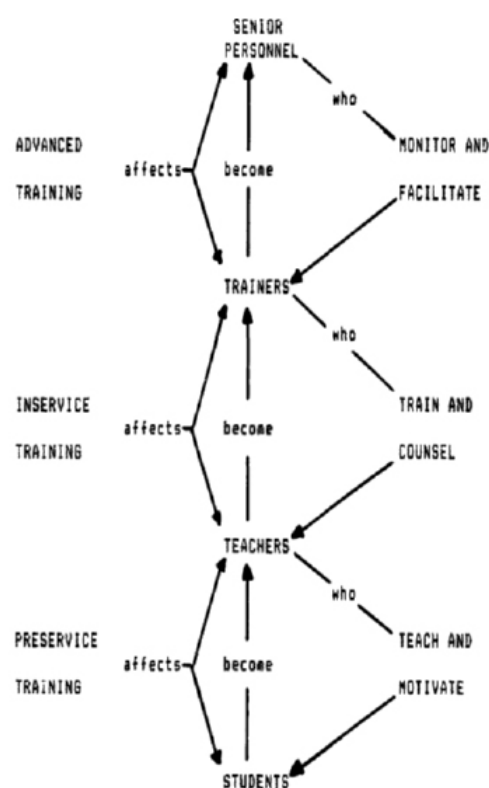 SENIOR
PERSONNEL
who
ADVANCED
MONITOR AND
affects
become
TRAINING
FACILITATE
TRAINERS
who
INSERVICE
TRAIN AND
affects
become
TRAINING
COUNSEL
TEACHERS
who
PRESERVICE
TEACH AND
affects
become
TRAINING
MOTIVATE
STUDENTS